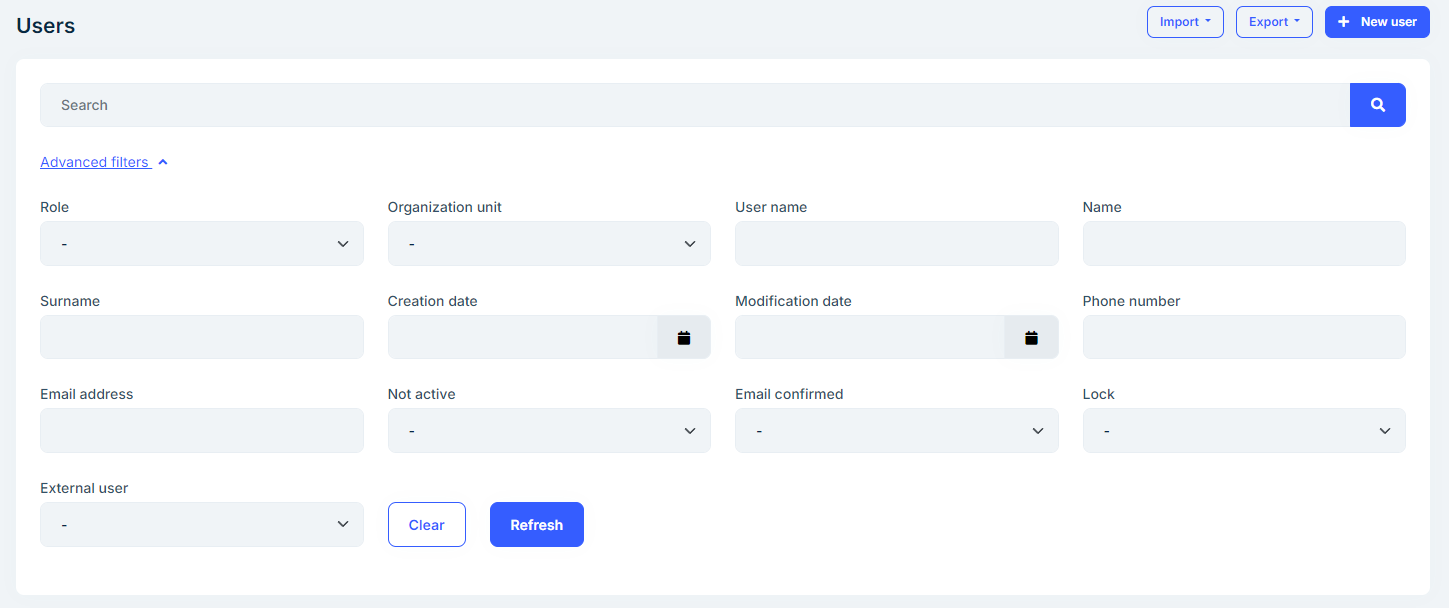 Users
Import
Export
New user
Search
Advanced filters
Role
Organization unit
User name
Name
-
-
Surname
Creation date
Modification date
Phone number
Email address
Not active
Email confirmed
Lock
-
-
-
External user
-
Clear
Refresh